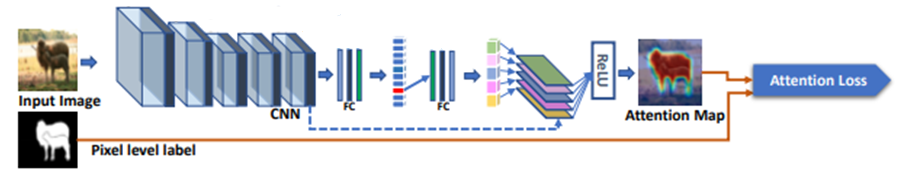 Input Image
CNN
FC
FC
ReLU
Attention Map
Attention Loss
Pixel level label